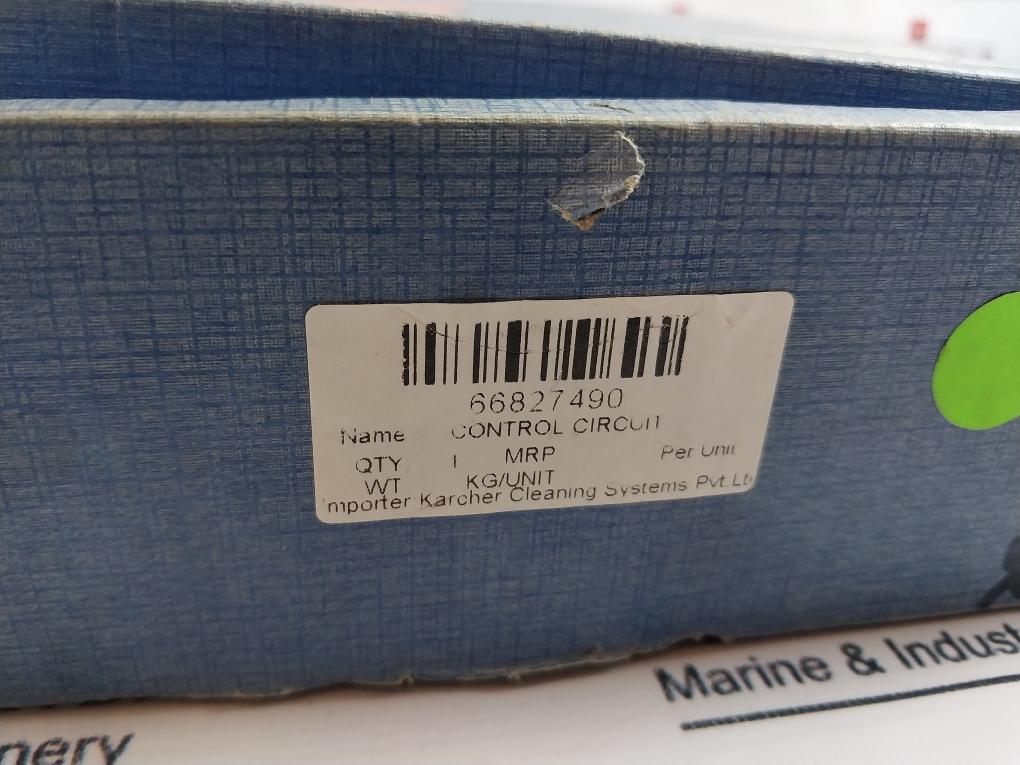 66827490
Name CONTROL CIRCUIT
QTY 1 MRP Per Unit
WT KG/UNIT
Importer Karcher Cleaning Systems Pvt.Lt
Marine & Indust
nery